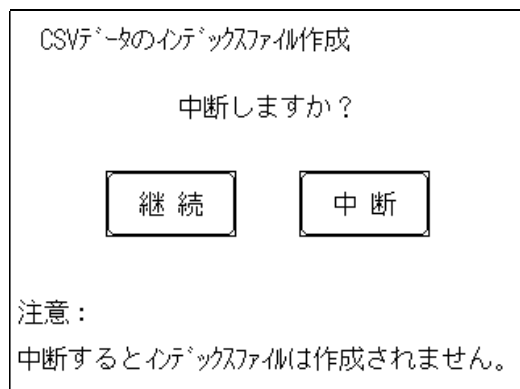 CSVﾃﾞｰﾀのｲﾝﾃﾞｯｸｽﾌｧｲﾙ作成
中断しますか？
継 続
中 断
注意：
中断するとｲﾝﾃﾞｯｸｽﾌｧｲﾙは作成されません。